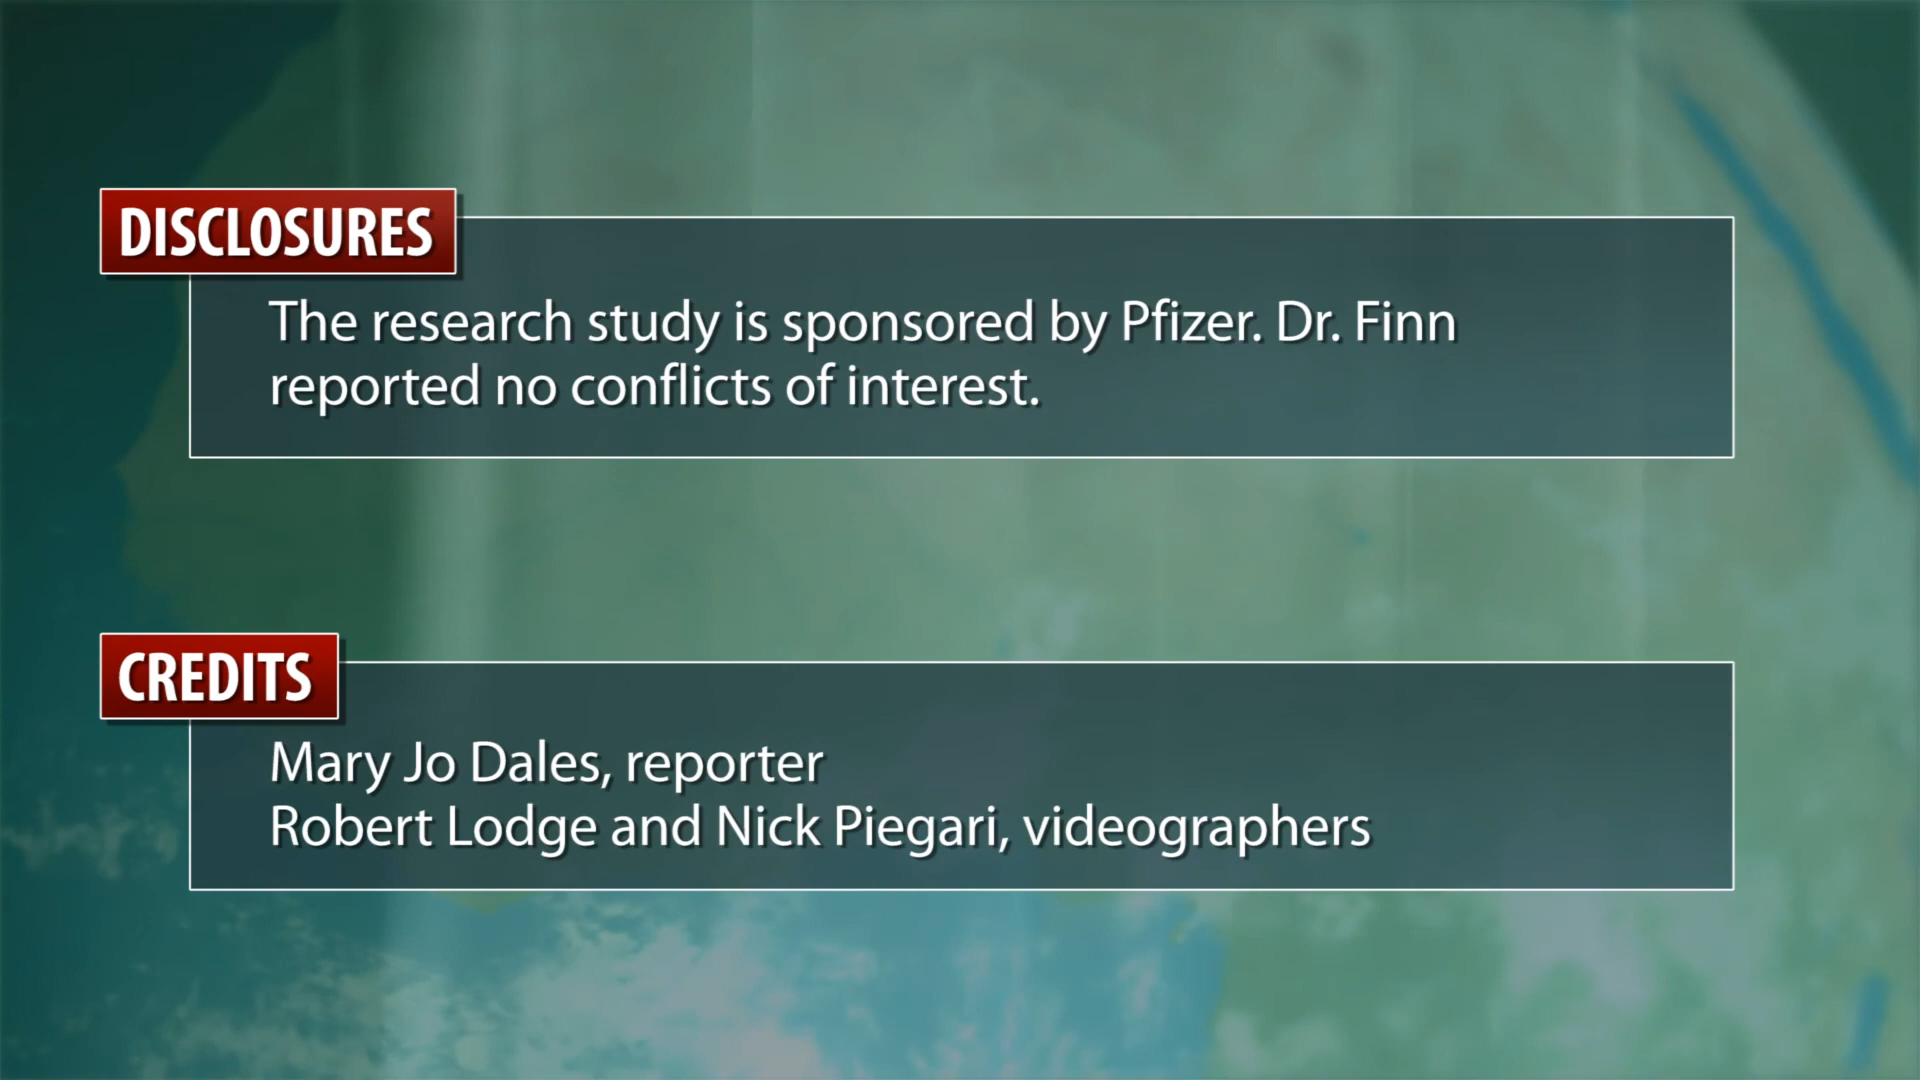 DISCLOSURES
The research study is sponsored by Pfizer. Dr. Finn
reported no conflicts of interest.
CREDITS
Mary Jo Dales, reporter
Robert Lodge and Nick Piegari, videographers